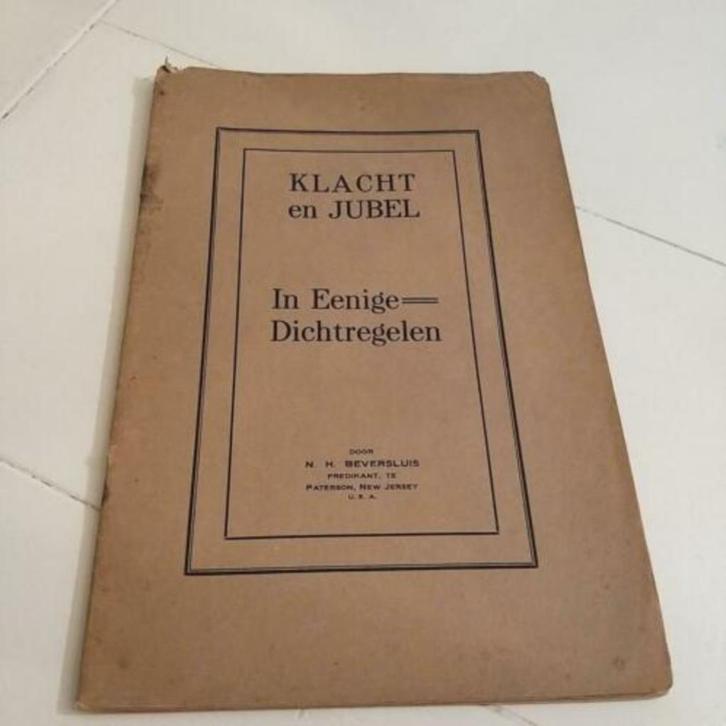 KLACHT
en JUBEL
In Eenige
Dichtregelen
DOOR
N. H. BEVERSLUIS
PREDIKANT, TE
PATERSON, NEW JERSEY
U. S. A.